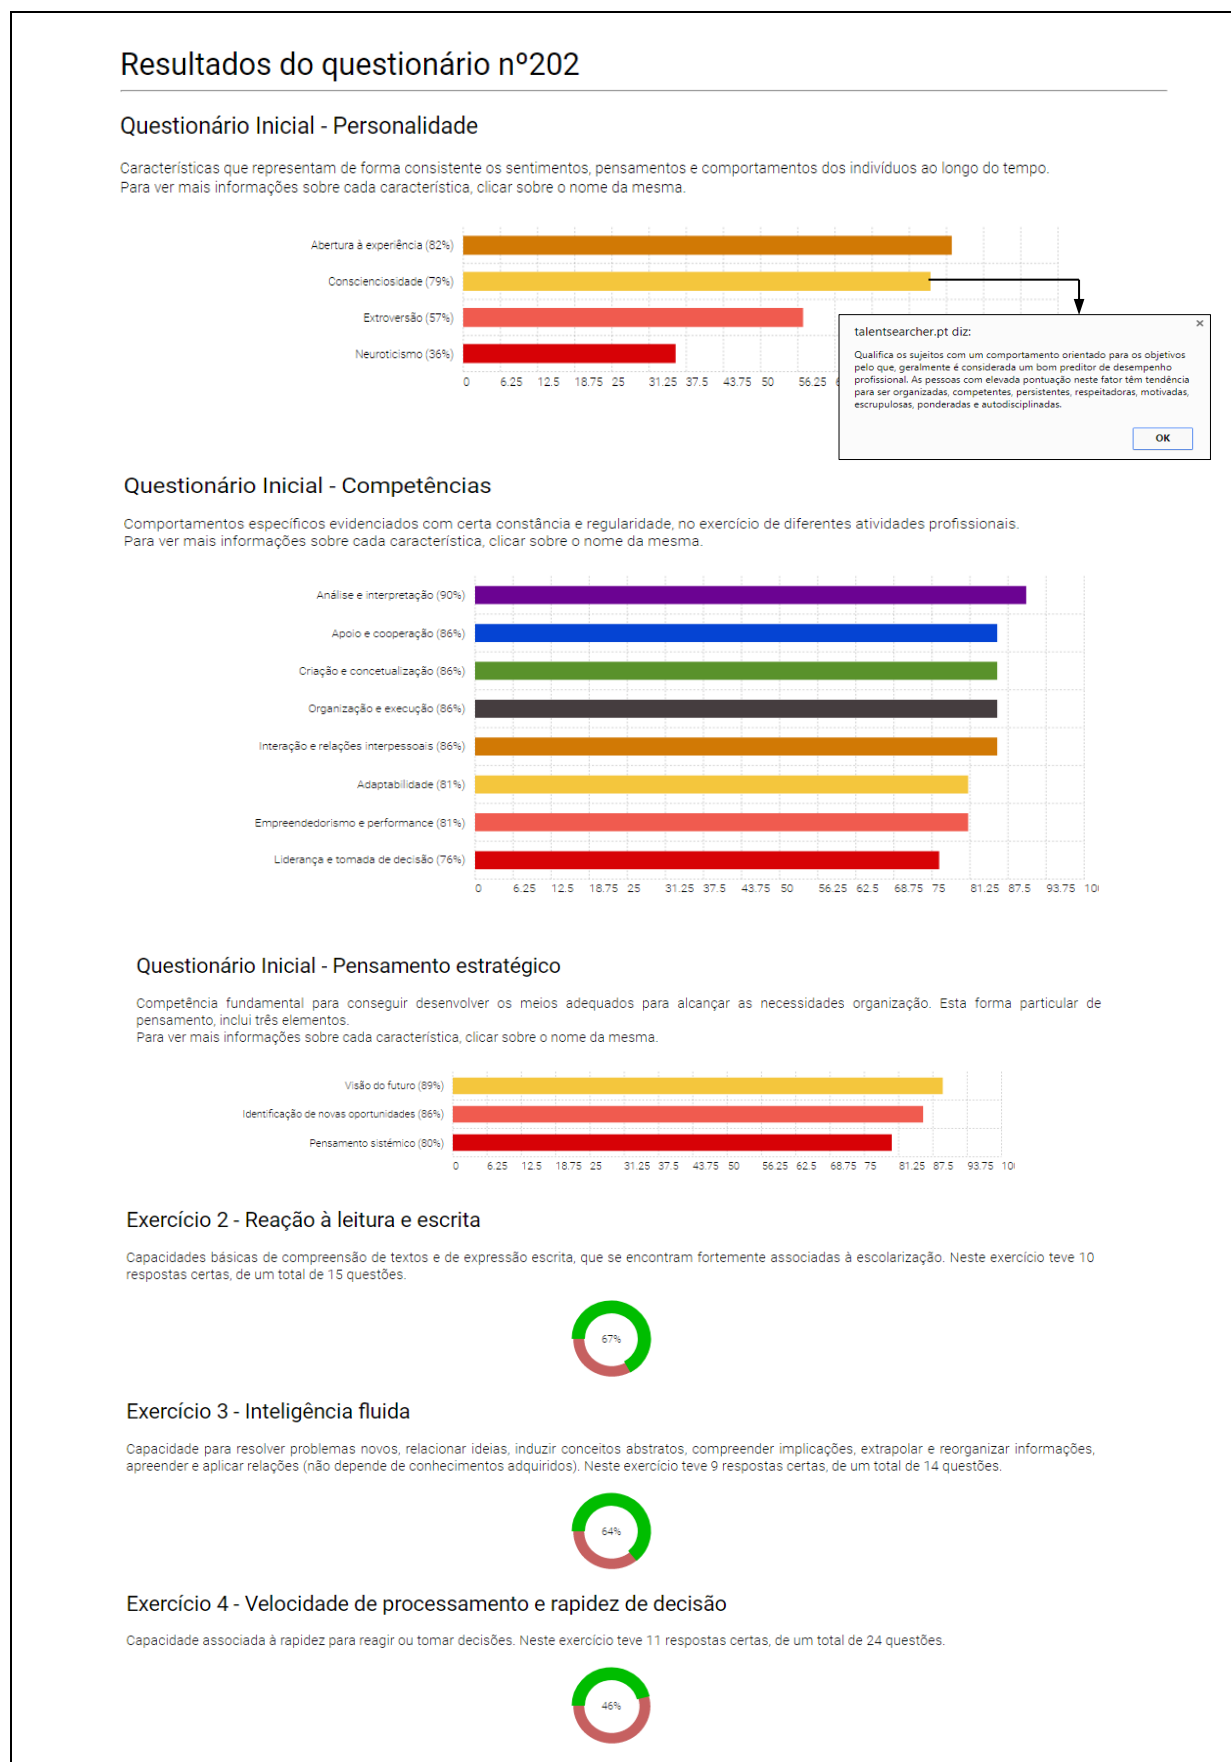 Resultados do questionário nº202
Questionário Inicial - Personalidade
Características que representam de forma consistente os sentimentos, pensamentos e comportamentos dos indivíduos ao longo do tempo.
Para ver mais informações sobre cada característica, clicar sobre o nome da mesma.
Abertura à experiência (82%)
Conscienciosidade (79%)
Extroversão (57%)
Neuroticismo (36%)
0 6.25 12.5 18.75 25 31.25 37.5 43.75 50 56.25
talentsearcher.pt diz:
×
Qualifica os sujeitos com um comportamento orientado para os objetivos
pelo que, geralmente é considerada um bom preditor de desempenho
profissional. As pessoas com elevada pontuação neste fator têm tendência
para ser organizadas, competentes, persistentes, respeitadoras, motivadas,
escrupulosas, ponderadas e autodisciplinadas.
OK
Questionário Inicial - Competências
Comportamentos específicos evidenciados com certa constância e regularidade, no exercício de diferentes atividades profissionais.
Para ver mais informações sobre cada característica, clicar sobre o nome da mesma.
Análise e interpretação (90%)
Apoio e cooperação (86%)
Criação e concetualização (86%)
Organização e execução (86%)
Interação e relações interpessoais (86%)
Adaptabilidade (81%)
Empreendedorismo e performance (81%)
Liderança e tomada de decisão (76%)
0 6.25 12.5 18.75 25 31.25 37.5 43.75 50 56.25 62.5 68.75 75 81.25 87.5 93.75
Questionário Inicial - Pensamento estratégico
Competência fundamental para conseguir desenvolver os meios adequados para alcançar as necessidades organização. Esta forma particular de
pensamento, inclui três elementos.
Para ver mais informações sobre cada característica, clicar sobre o nome da mesma.
Visão do futuro (89%)
Identificação de novas oportunidades (86%)
Pensamento sistémico (80%)
0 6.25 12.5 18.75 25 31.25 37.5 43.75 50 56.25 62.5 68.75 75 81.25 87.5 93.75
Exercício 2 - Reação à leitura e escrita
Capacidades básicas de compreensão de textos e de expressão escrita, que se encontram fortemente associadas à escolarização. Neste exercício teve 10
respostas certas, de um total de 15 questões.
67%
Exercício 3 - Inteligência fluida
Capacidade para resolver problemas novos, relacionar ideias, induzir conceitos abstratos, compreender implicações, extrapolar e reorganizar informações,
apreender e aplicar relações (não depende de conhecimentos adquiridos). Neste exercício teve 9 respostas certas, de um total de 14 questões.
64%
Exercício 4 - Velocidade de processamento e rapidez de decisão
Capacidade associada à rapidez para reagir ou tomar decisões. Neste exercício teve 11 respostas certas, de um total de 24 questões.
46%